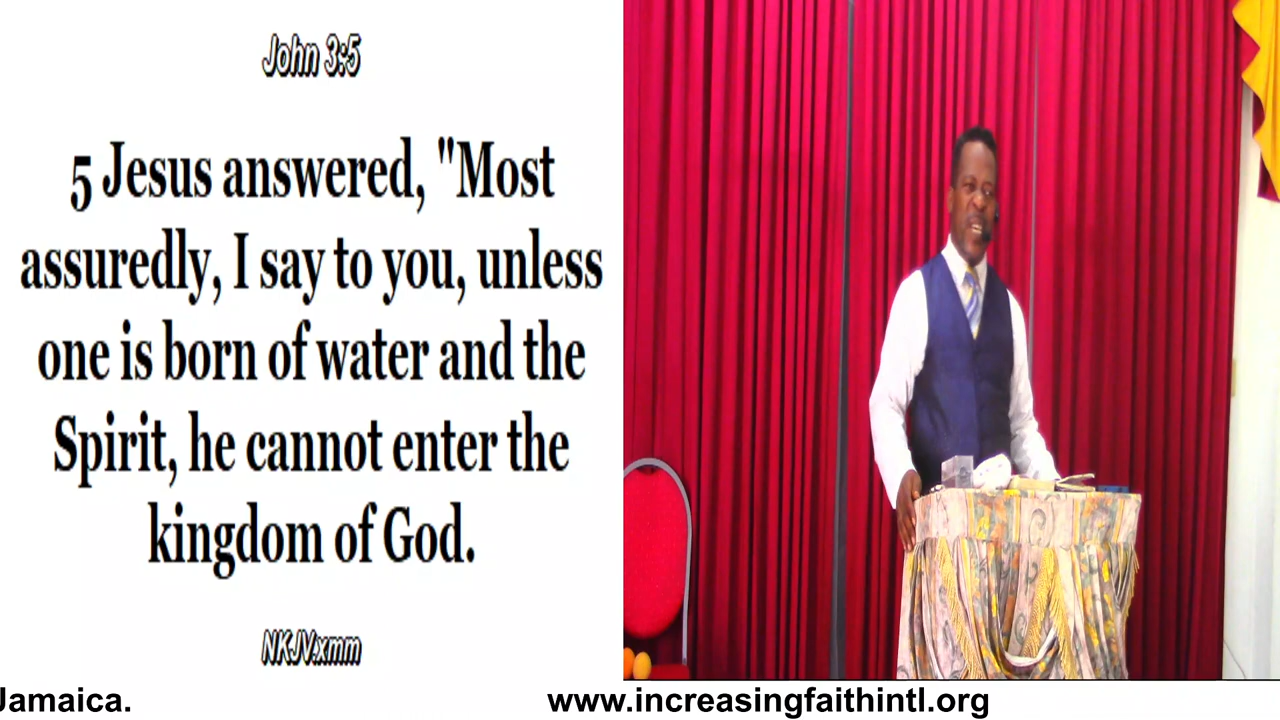 John 3:5
5 Jesus answered, "Most
assuredly, I say to you, unless
one is born of water and the
Spirit, he cannot enter the
kingdom of God.
NKJV.xmm
Jamaica.
www.increasingfaithintl.org